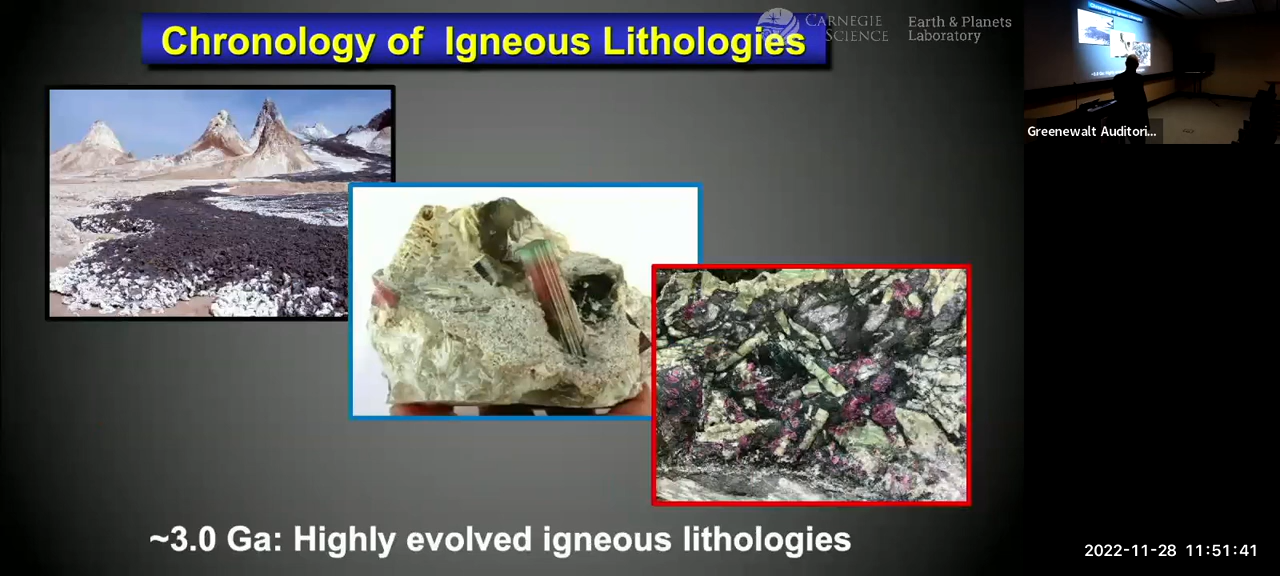 Chronology of Igneous Lithologies
CARNEGIE
SCIENCE
Earth & Planets
Laboratory
Greenewalt Auditori...
~3.0 Ga: Highly evolved igneous lithologies
2022-11-28 11:51:41